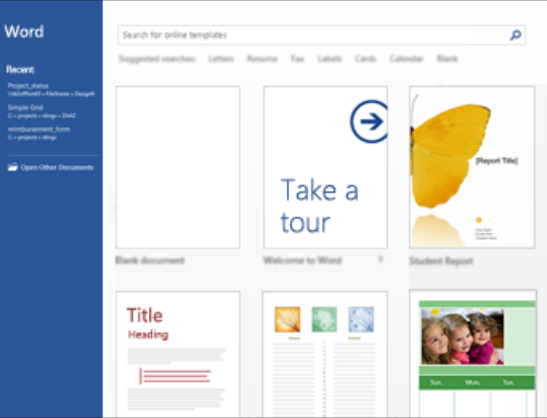 Word
Search for online templates
Suggested searches: Letters Resume Fax Labels Cards Calendar Blank
Recent
Project_status
Simple Grid
C: » projects »
reimbursement_form
C: » projects »
Open Other Documents
Take a
tour
[Report Title]
Blank document
Welcome to Word
Student Report
Title
Heading
Sun. Mon. Tue.